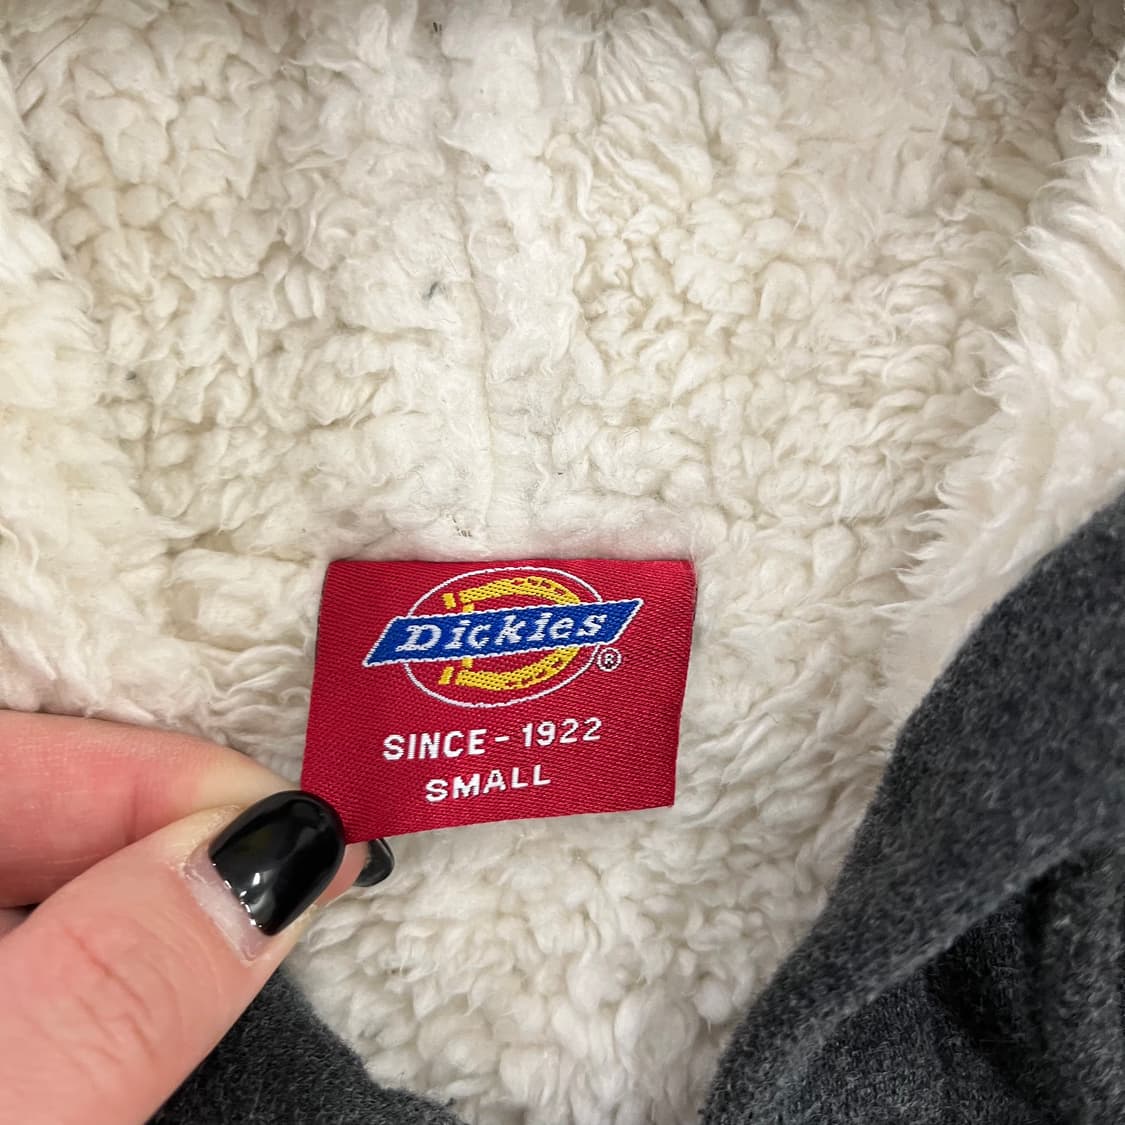 Dickies
®
SINCE - 1922
SMALL